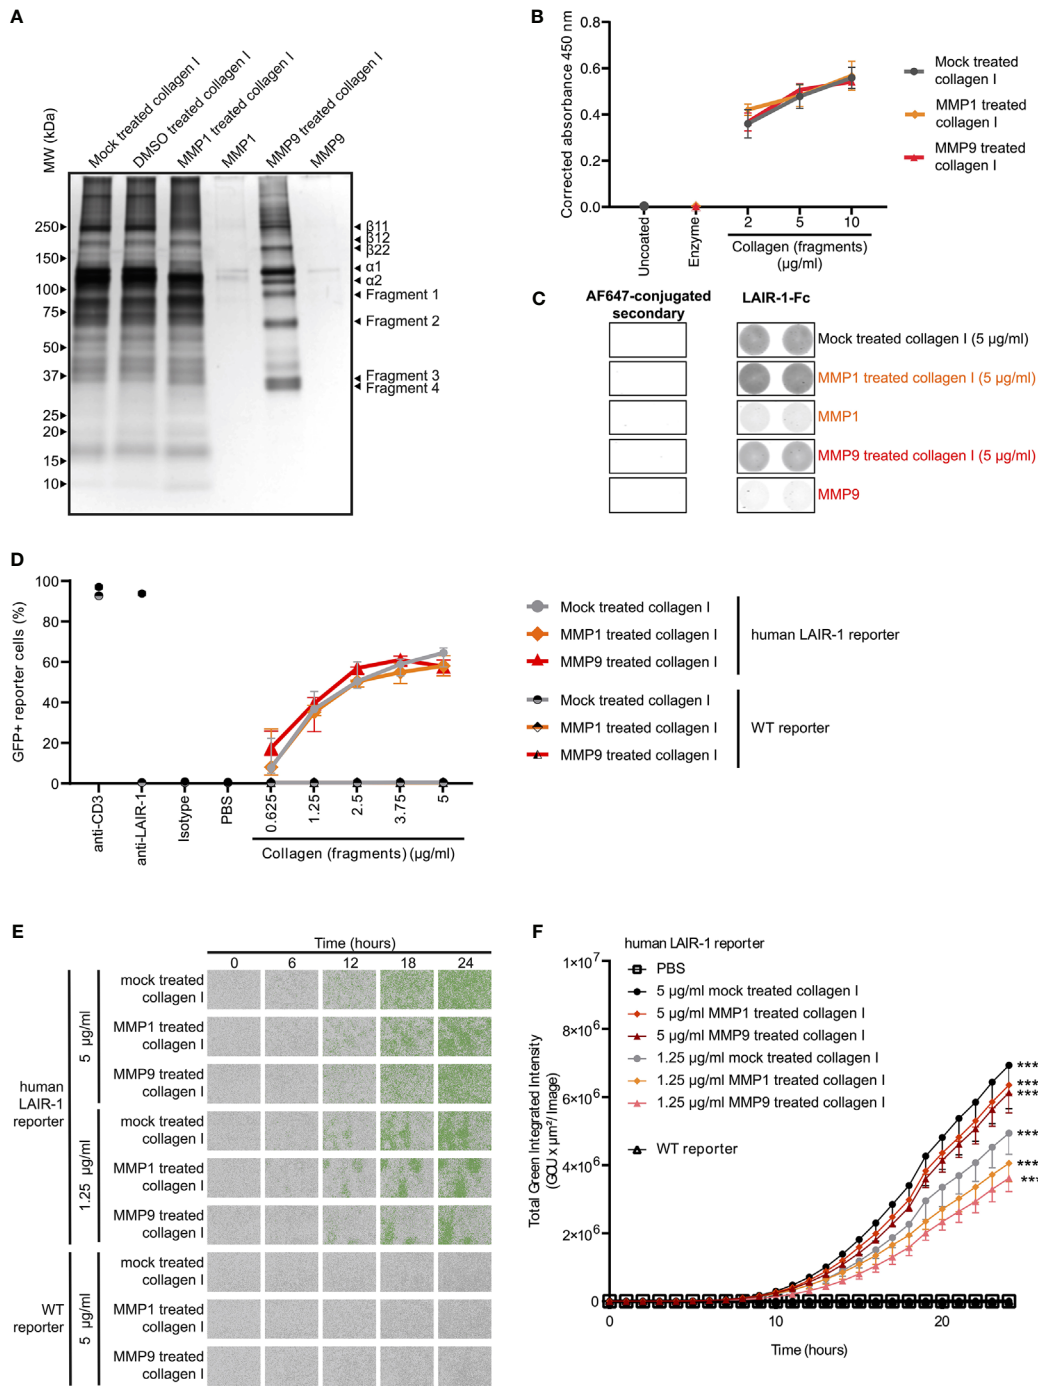 A
MW (kDa)
Mock treated collagen I
DMSO treated collagen I
MMP1 treated collagen I
MMP1
MMP9 treated collagen I
MMP9
250
150
100
75
50
37
25
20
15
10
β11
β12
β22
α1
α2
Fragment 1
Fragment 2
Fragment 3
Fragment 4
B
Corrected absorbance 450 nm
0.8
0.6
0.4
0.2
0.0
Uncoated
Enzyme
2
5
10
Collagen (fragments)
(µg/ml)
Mock treated
collagen I
MMP1 treated
collagen I
MMP9 treated
collagen I
C
AF647-conjugated
secondary
LAIR-1-Fc
Mock treated collagen I (5 µg/ml)
MMP1 treated collagen I (5 µg/ml)
MMP1
MMP9 treated collagen I (5 µg/ml)
MMP9
D
GFP+ reporter cells (%)
100
80
60
40
20
0
anti-CD3
anti-LAIR-1
Isotype
PBS
0.625
1.25
2.5
3.75
5
Collagen (fragments) (µg/ml)
Mock treated collagen I
MMP1 treated collagen I
MMP9 treated collagen I
human LAIR-1 reporter
Mock treated collagen I
MMP1 treated collagen I
MMP9 treated collagen I
WT reporter
E
Time (hours)
0 6 12 18 24
human
LAIR-1
reporter
5 µg/ml
mock treated
collagen I
MMP1 treated
collagen I
MMP9 treated
collagen I
1.25 µg/ml
mock treated
collagen I
MMP1 treated
collagen I
MMP9 treated
collagen I
WT
reporter
5 µg/ml
mock treated
collagen I
MMP1 treated
collagen I
MMP9 treated
collagen I
F
human LAIR-1 reporter
PBS
5 µg/ml mock treated collagen I
5 µg/ml MMP1 treated collagen I
5 µg/ml MMP9 treated collagen I
1.25 µg/ml mock treated collagen I
1.25 µg/ml MMP1 treated collagen I
1.25 µg/ml MMP9 treated collagen I
WT reporter
Total Green Integrated Intensity
(GCU x µm²/ Image)
1×10⁷
8×10⁶
6×10⁶
4×10⁶
2×10⁶
0
0
10
20
Time (hours)